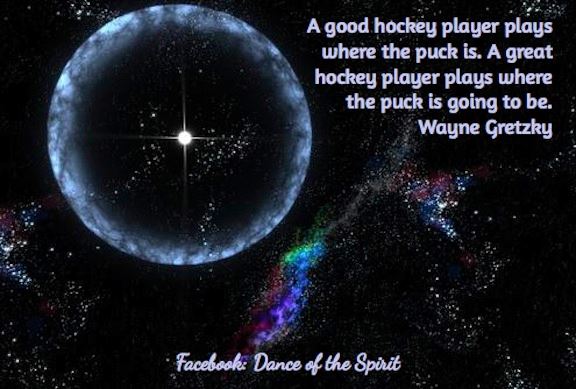 A good hockey player plays
where the puck is. A great
hockey player plays where
the puck is going to be.
Wayne Gretzky
Facebook: Dance of the Spirit